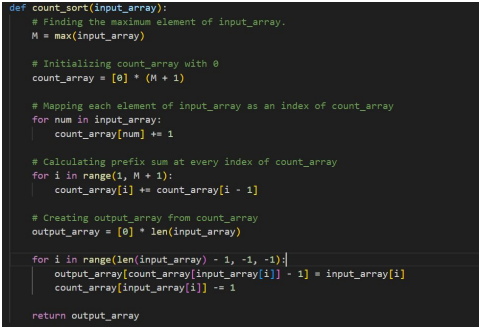 def count_sort(input_array):
    # Finding the maximum element of input_array.
    M = max(input_array)

    # Initializing count_array with 0
    count_array = [0] * (M + 1)

    # Mapping each element of input_array as an index of count_array
    for num in input_array:
        count_array[num] += 1

    # Calculating prefix sum at every index of count_array
    for i in range(1, M + 1):
        count_array[i] += count_array[i - 1]

    # Creating output_array from count_array
    output_array = [0] * len(input_array)

    for i in range(len(input_array) - 1, -1, -1):
        output_array[count_array[input_array[i]] - 1] = input_array[i]
        count_array[input_array[i]] -= 1

    return output_array